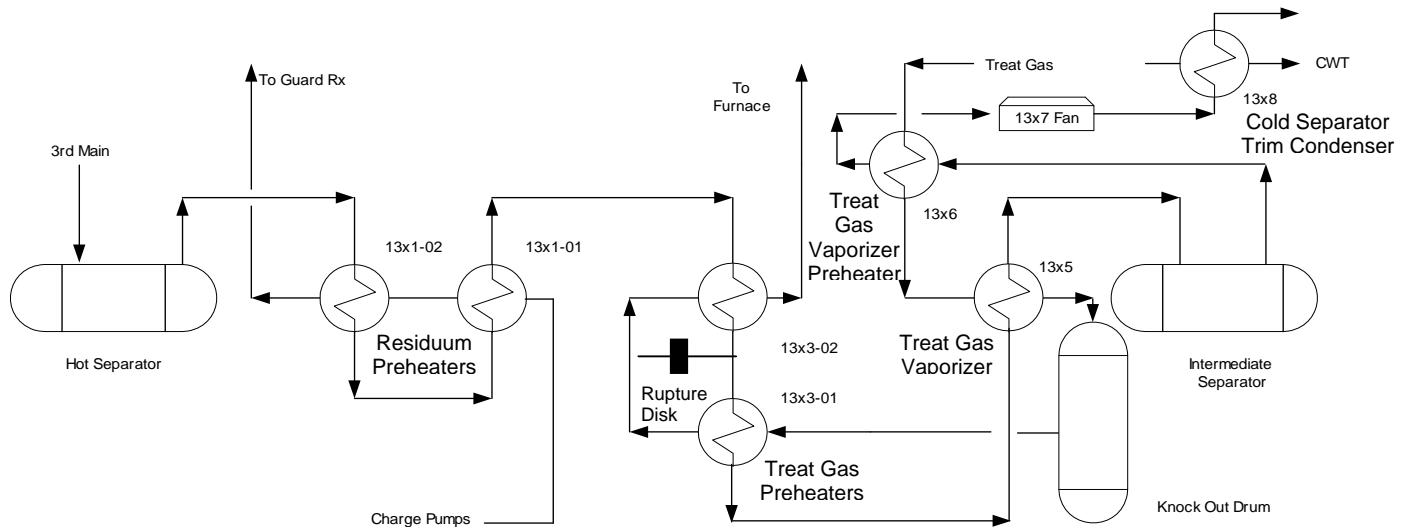 To Guard Rx
3rd Main
Hot Separator
13x1-02
13x1-01
Residuum
Preheaters
Charge Pumps
To
Furnace
Treat Gas
13x7 Fan
CWT
13x8
Cold Separator
Trim Condenser
Treat
Gas
Vaporizer
Preheater
13x6
13x5
Treat Gas
Vaporizer
13x3-02
Rupture
Disk
13x3-01
Treat Gas
Preheaters
Intermediate
Separator
Knock Out Drum